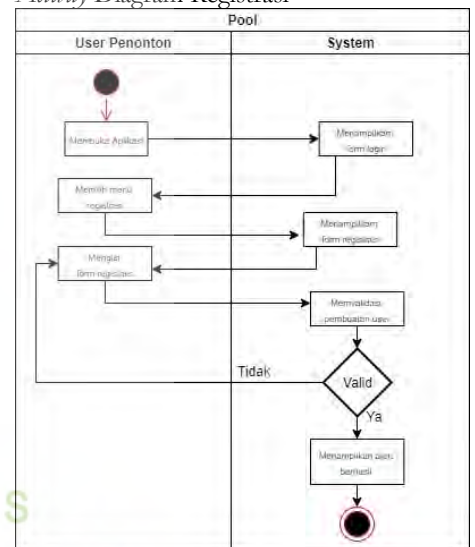 Activity Diagram Registrasi
Pool
User Penonton
System
Membuka Aplikasi
Menampilkan
form login
Memilih menu
registrasi
Menampilkan
form registrasi
Mengisi
form registrasi
Memvalidasi
pembuatan user
Tidak
Valid
Ya
Menampilkan
berhasil
S